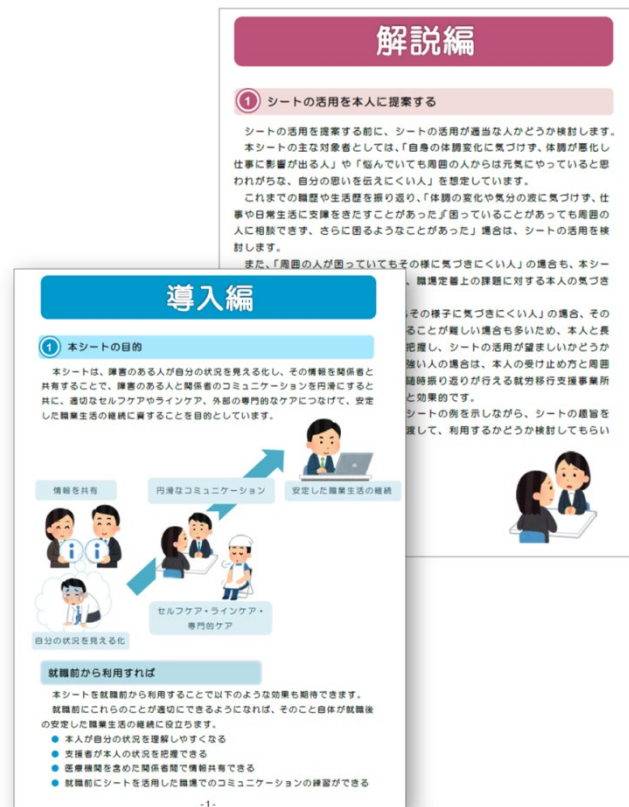 解説編
1 シートの活用を本人に提案する
シートの活用を提案する前に、シートの活用が適当な人かどうか検討します。
本シートの主な対象者としては、「自身の体調変化に気づけず、体調が悪化し
仕事に影響が出る人」や「悩んでいても周囲の人からは元気にやっていると思
われがちな、自分の思いを伝えにくい人」を想定しています。
これまでの職歴や生活歴を振り返り、「体調の変化や気分の波に気づけず、仕
事や日常生活に支障をきたすことがあった」「困っていることがあっても周囲の
人に相談できず、さらに困るようなことがあった」場合は、シートの活用を検
討します。
また、「周囲の人が困っていてもその様に気づきにくい人」の場合も、本シー
、職場定着上の課題に対する本人の気づき
その様子に気づきにくい人」の場合、その
ることが難しい場合も多いため、本人と長
把握し、シートの活用が望ましいかどうか
強い人の場合は、本人の受け止め方と周囲
随時振り返りが行える就労移行支援事業所
と効果的です。
シートの例を示しながら、シートの趣旨を
渡して、利用するかどうか検討してもらい
導入編
1 本シートの目的
本シートは、障害のある人が自分の状況を見える化し、その情報を関係者と
共有することで、障害のある人と関係者のコミュニケーションを円滑にすると
共に、適切なセルフケアやラインケア、外部の専門的なケアにつなげて、安定
した職業生活の継続に資することを目的としています。
情報を共有
円滑なコミュニケーション
安定した職業生活の継続
セルフケア・ラインケア・
専門的ケア
自分の状況を見える化
就職前から利用すれば
本シートを就職前から利用することで以下のような効果も期待できます。
就職前にこれらのことが適切にできるようになれば、そのこと自体が就職後
の安定した職業生活の継続に役立ちます。
● 本人が自分の状況を理解しやすくなる
● 支援者が本人の状況を把握できる
● 医療機関を含めた関係者間で情報共有できる
● 就職前にシートを活用した職場でのコミュニケーションの練習ができる
-1-